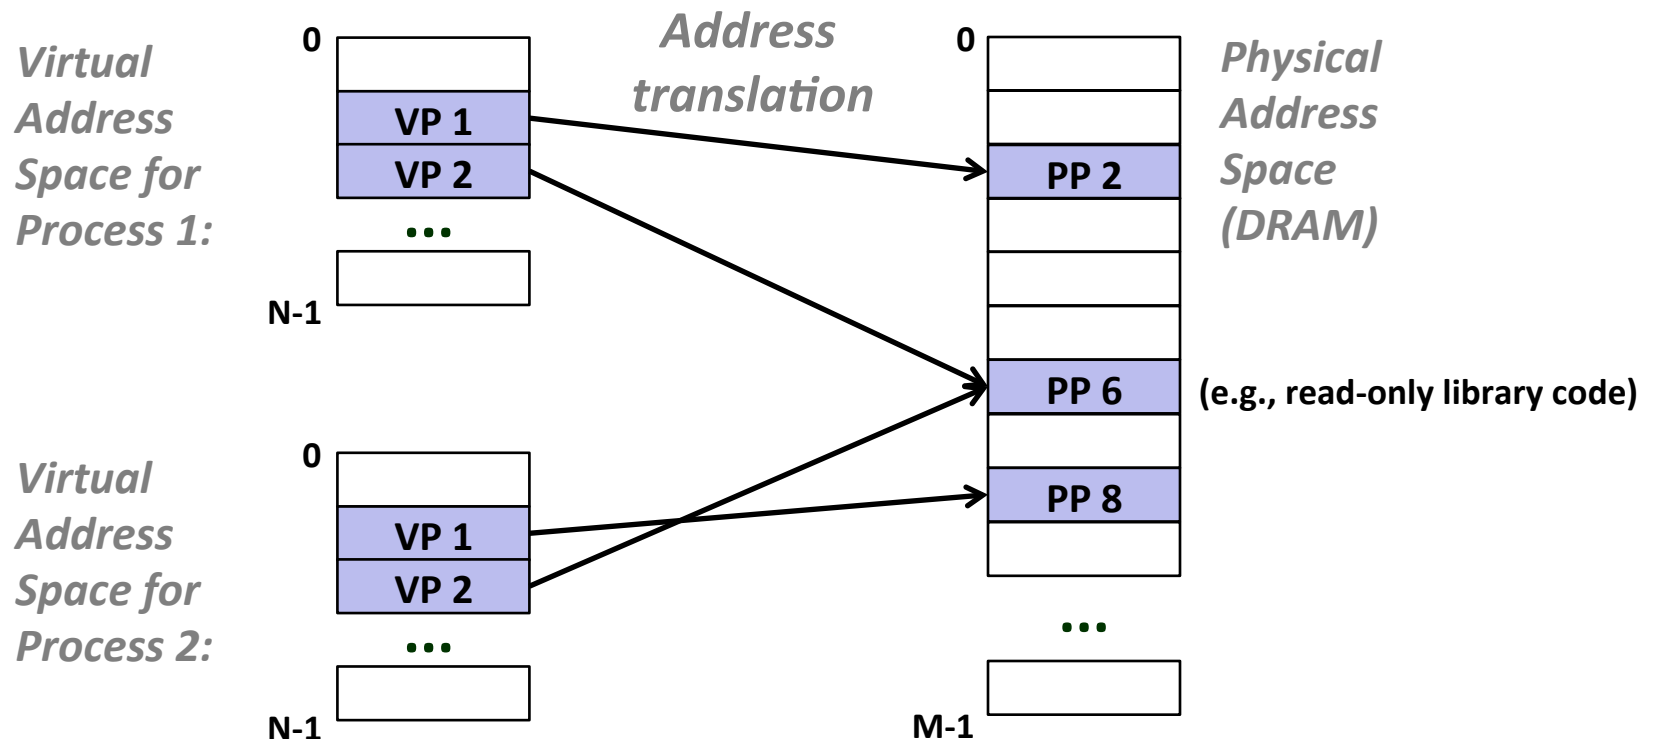 Virtual
Address
Space for
Process 1:
0
VP 1
VP 2
...
N-1
Address
translation
0
PP 2
PP 6
PP 8
...
M-1
Physical
Address
Space
(DRAM)
(e.g., read-only library code)
Virtual
Address
Space for
Process 2:
0
VP 1
VP 2
...
N-1